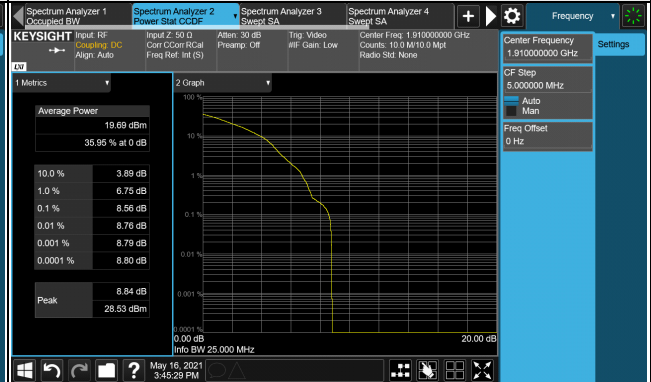 Spectrum Analyzer 1
Occupied BW
Spectrum Analyzer 2
Power Stat CCDF
Spectrum Analyzer 3
Swept SA
Spectrum Analyzer 4
Swept SA
Frequency
KEYSIGHT
Input: RF
Coupling: DC
Align: Auto
Input Z: 50 Ω
Corr CCorr RCal
Freq Ref: Int (S)
Atten: 30 dB
Preamp: Off
Trig: Video
#IF Gain: Low
Center Freq: 1.910000000 GHz
Counts: 10.0 M/10.0 Mpt
Radio Std: None
LXI
Center Frequency
1.910000000 GHz
Settings
CF Step
5.000000 MHz
Auto
Man
Freq Offset
0 Hz
1 Metrics
Average Power
19.69 dBm
35.95 % at 0 dB
10.0 % 3.89 dB
1.0 % 6.75 dB
0.1 % 8.56 dB
0.01 % 8.76 dB
0.001 % 8.79 dB
0.0001 % 8.80 dB
Peak
8.84 dB
28.53 dBm
2 Graph
100 %
10 %
1 %
0.1 %
0.01 %
0.001 %
0.0001 %
0.00 dB
20.00 dB
Info BW 25.000 MHz
May 16, 2021
3:45:29 PM